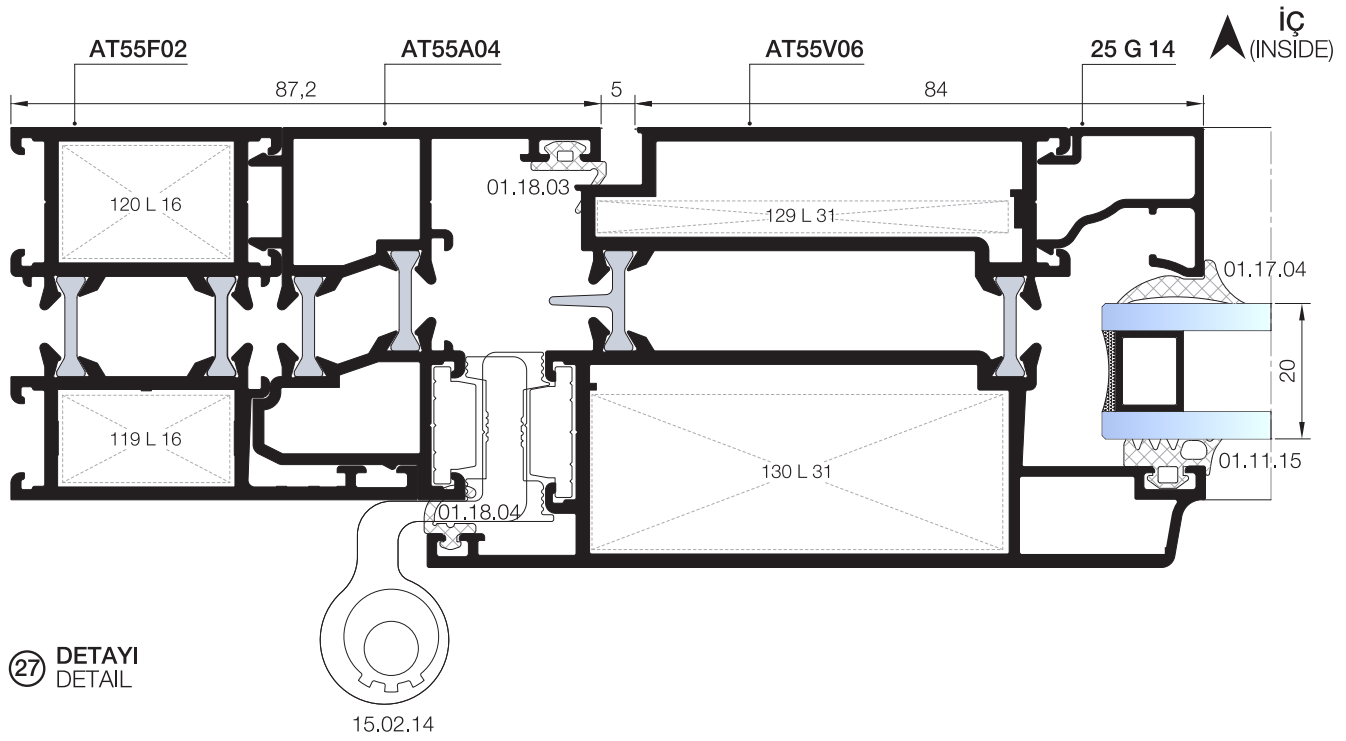 İÇ
(INSIDE)
AT55F02
AT55A04
AT55V06
25 G 14
87,2
5
84
120 L 16
01.18.03
129 L 31
01.17.04
20
119 L 16
130 L 31
01.11.15
01.18.04
27 DETAYI
DETAIL
15.02.14